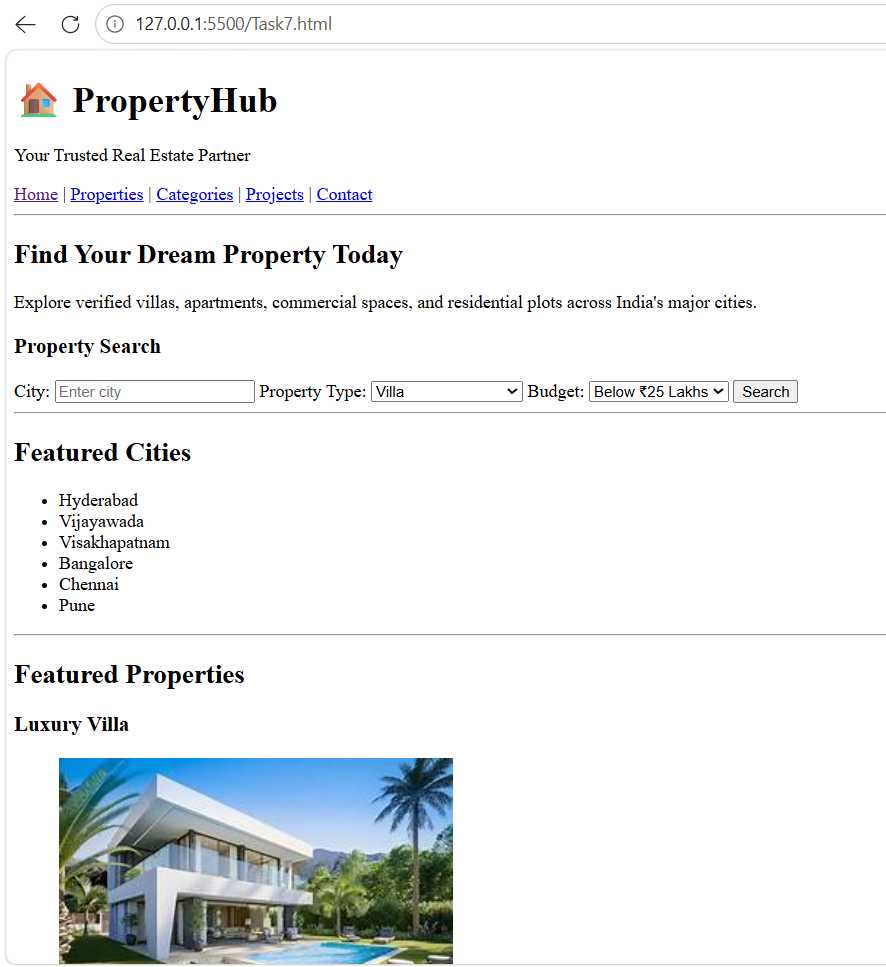 127.0.0.1:5500/Task7.html
PropertyHub
Your Trusted Real Estate Partner
Home | Properties | Categories | Projects | Contact
Find Your Dream Property Today
Explore verified villas, apartments, commercial spaces, and residential plots across India's major cities.
Property Search
City: Enter city Property Type: Villa Budget: Below ₹25 Lakhs Search
Featured Cities
Hyderabad
Vijayawada
Visakhapatnam
Bangalore
Chennai
Pune
Featured Properties
Luxury Villa